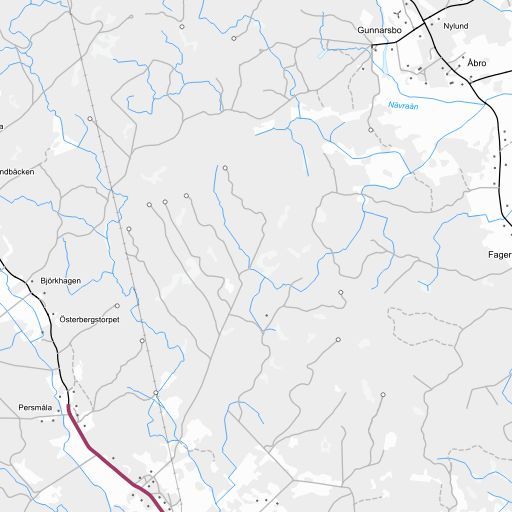 Nylund
Gunnarsbo
Åbro
Nävraån
a
ndbäcken
Fager
Björkhagen
Österbergstorpet
Persmåla